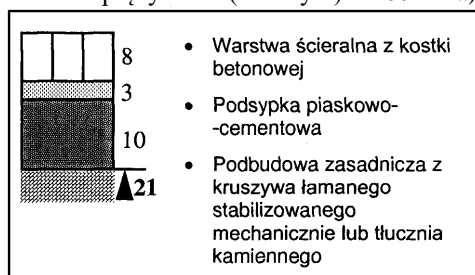 8
3
10
21
• Warstwa ścieralna z kostki
betonowej
• Podsypka piaskowo-
-cementowa
• Podbudowa zasadnicza z
kruszywa łamanego
stabilizowanego
mechanicznie lub tłucznia
kamiennego